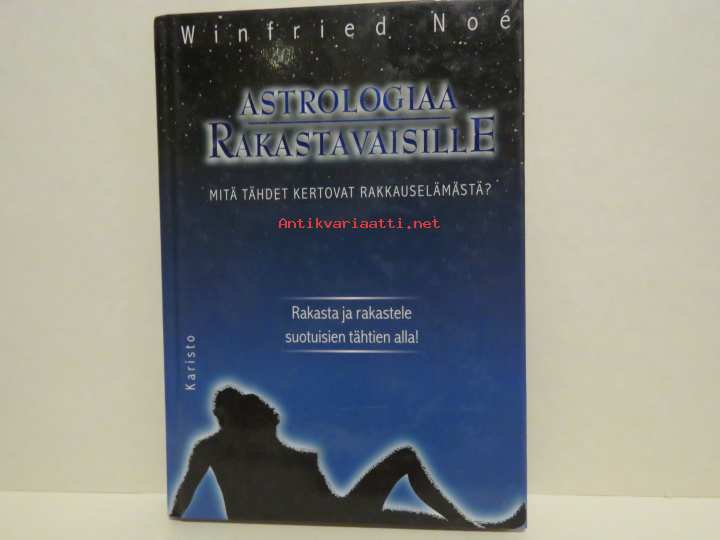 Winfried Noé
ASTROLOGIAA
RAKASTAVAISILLE
MITÄ TÄHDET KERTOVAT RAKKAUSELÄMÄSTÄ?
Antikvariaatti.net
Rakasta ja rakastele
suotuisien tähtien alla!
Karisto